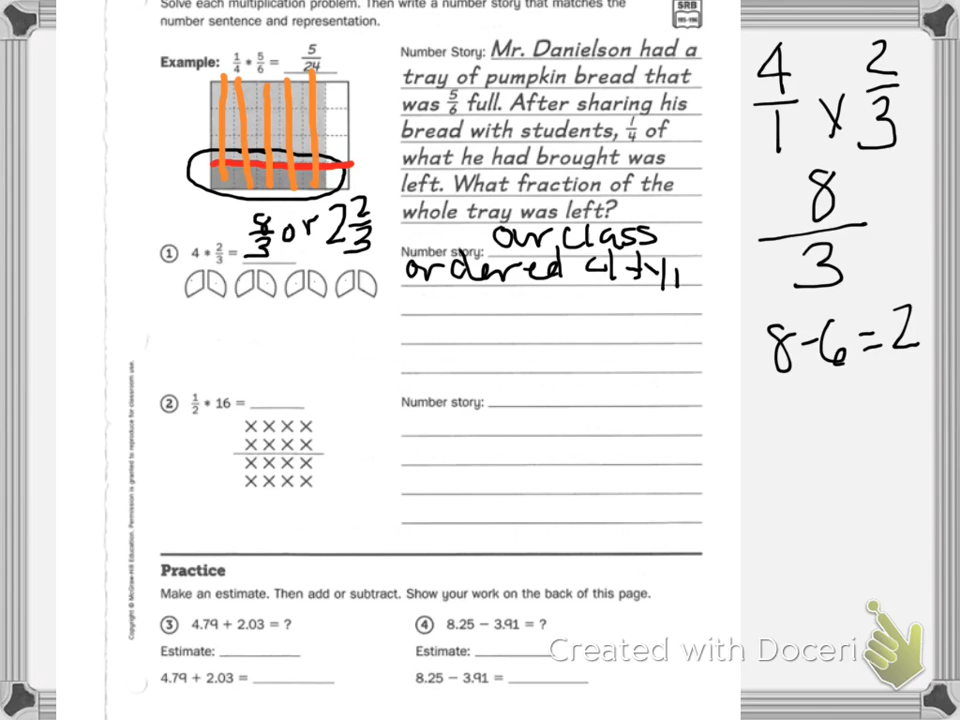 Solve each multiplication problem. Then write a number story that matches the
number sentence and representation.
SRB
195-196
Example: 1/4 * 5/6 = 5/24
Number Story: Mr. Danielson had a
tray of pumpkin bread that
was 5/6 full. After sharing his
bread with students, 1/4 of
what he had brought was
left. What fraction of the
whole tray was left?
① 4 * 2/3 = 8/3 or 2 2/3
Number story: our class
ordered
② 1/2 * 16 =
× × × ×
× × × ×
× × × ×
× × × ×
Number story:
Practice
Make an estimate. Then add or subtract. Show your work on the back of this page.
③ 4.79 + 2.03 = ?
Estimate:
4.79 + 2.03 =
④ 8.25 − 3.91 = ?
Estimate:
8.25 − 3.91 =
Copyright © McGraw-Hill Education. Permission is granted to reproduce for classroom use.
4/1 x 2/3
8/3
8-6=2
Created with Doceri